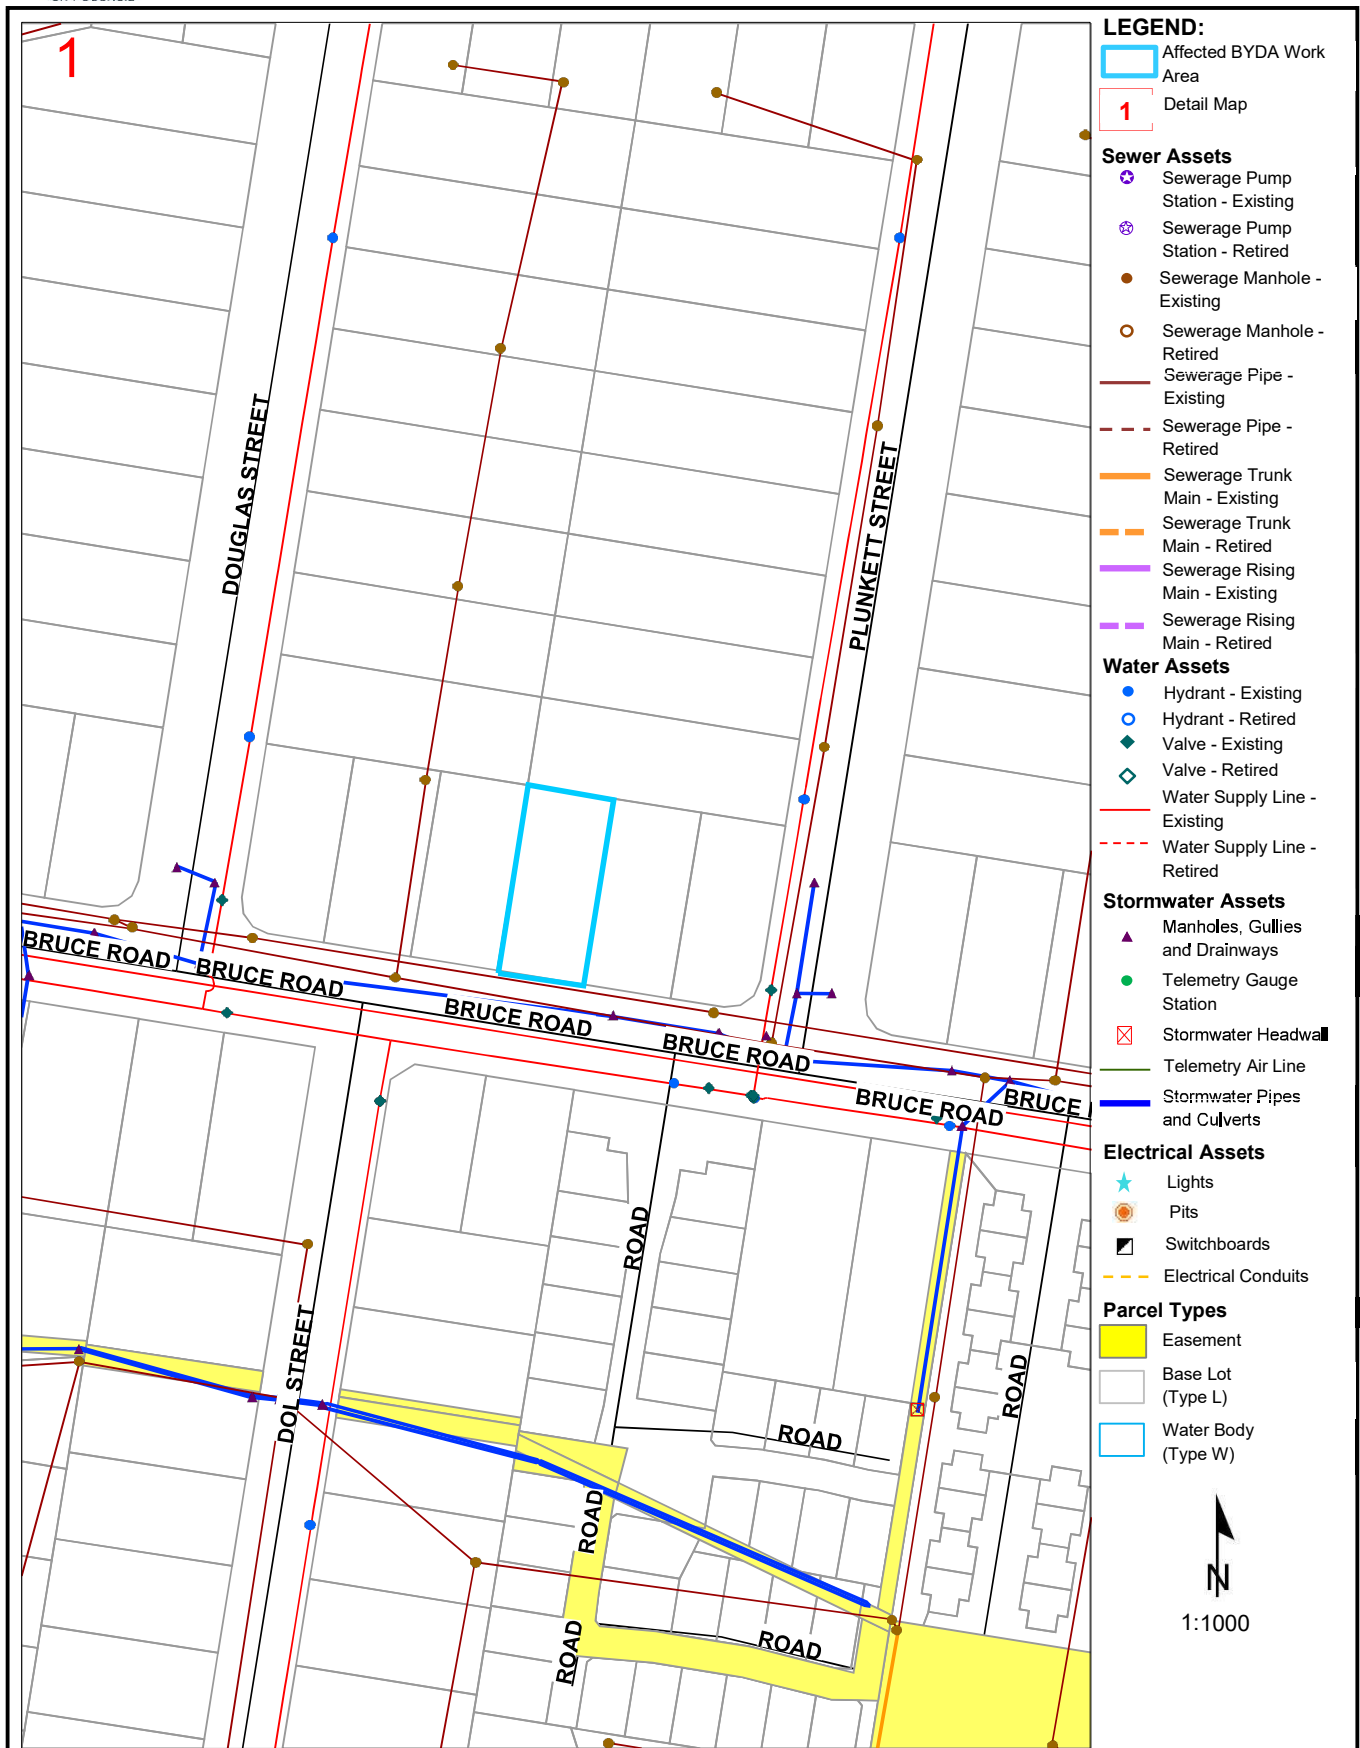 1
DOUGLAS STREET
PLUNKETT STREET
BRUCE ROAD
BRUCE ROAD
BRUCE ROAD
BRUCE ROAD
BRUCE ROAD
BRUCE
ROAD
DOL STREET
ROAD
ROAD
ROAD
ROAD
ROAD
LEGEND:
Affected BYDA Work
Area
1
Detail Map
Sewer Assets
Sewerage Pump
Station - Existing
Sewerage Pump
Station - Retired
Sewerage Manhole -
Existing
Sewerage Manhole -
Retired
Sewerage Pipe -
Existing
Sewerage Pipe -
Retired
Sewerage Trunk
Main - Existing
Sewerage Trunk
Main - Retired
Sewerage Rising
Main - Existing
Sewerage Rising
Main - Retired
Water Assets
Hydrant - Existing
Hydrant - Retired
Valve - Existing
Valve - Retired
Water Supply Line -
Existing
Water Supply Line -
Retired
Stormwater Assets
Manholes, Gullies
and Drainways
Telemetry Gauge
Station
Stormwater Headwall
Telemetry Air Line
Stormwater Pipes
and Culverts
Electrical Assets
Lights
Pits
Switchboards
Electrical Conduits
Parcel Types
Easement
Base Lot
(Type L)
Water Body
(Type W)
N
1:1000